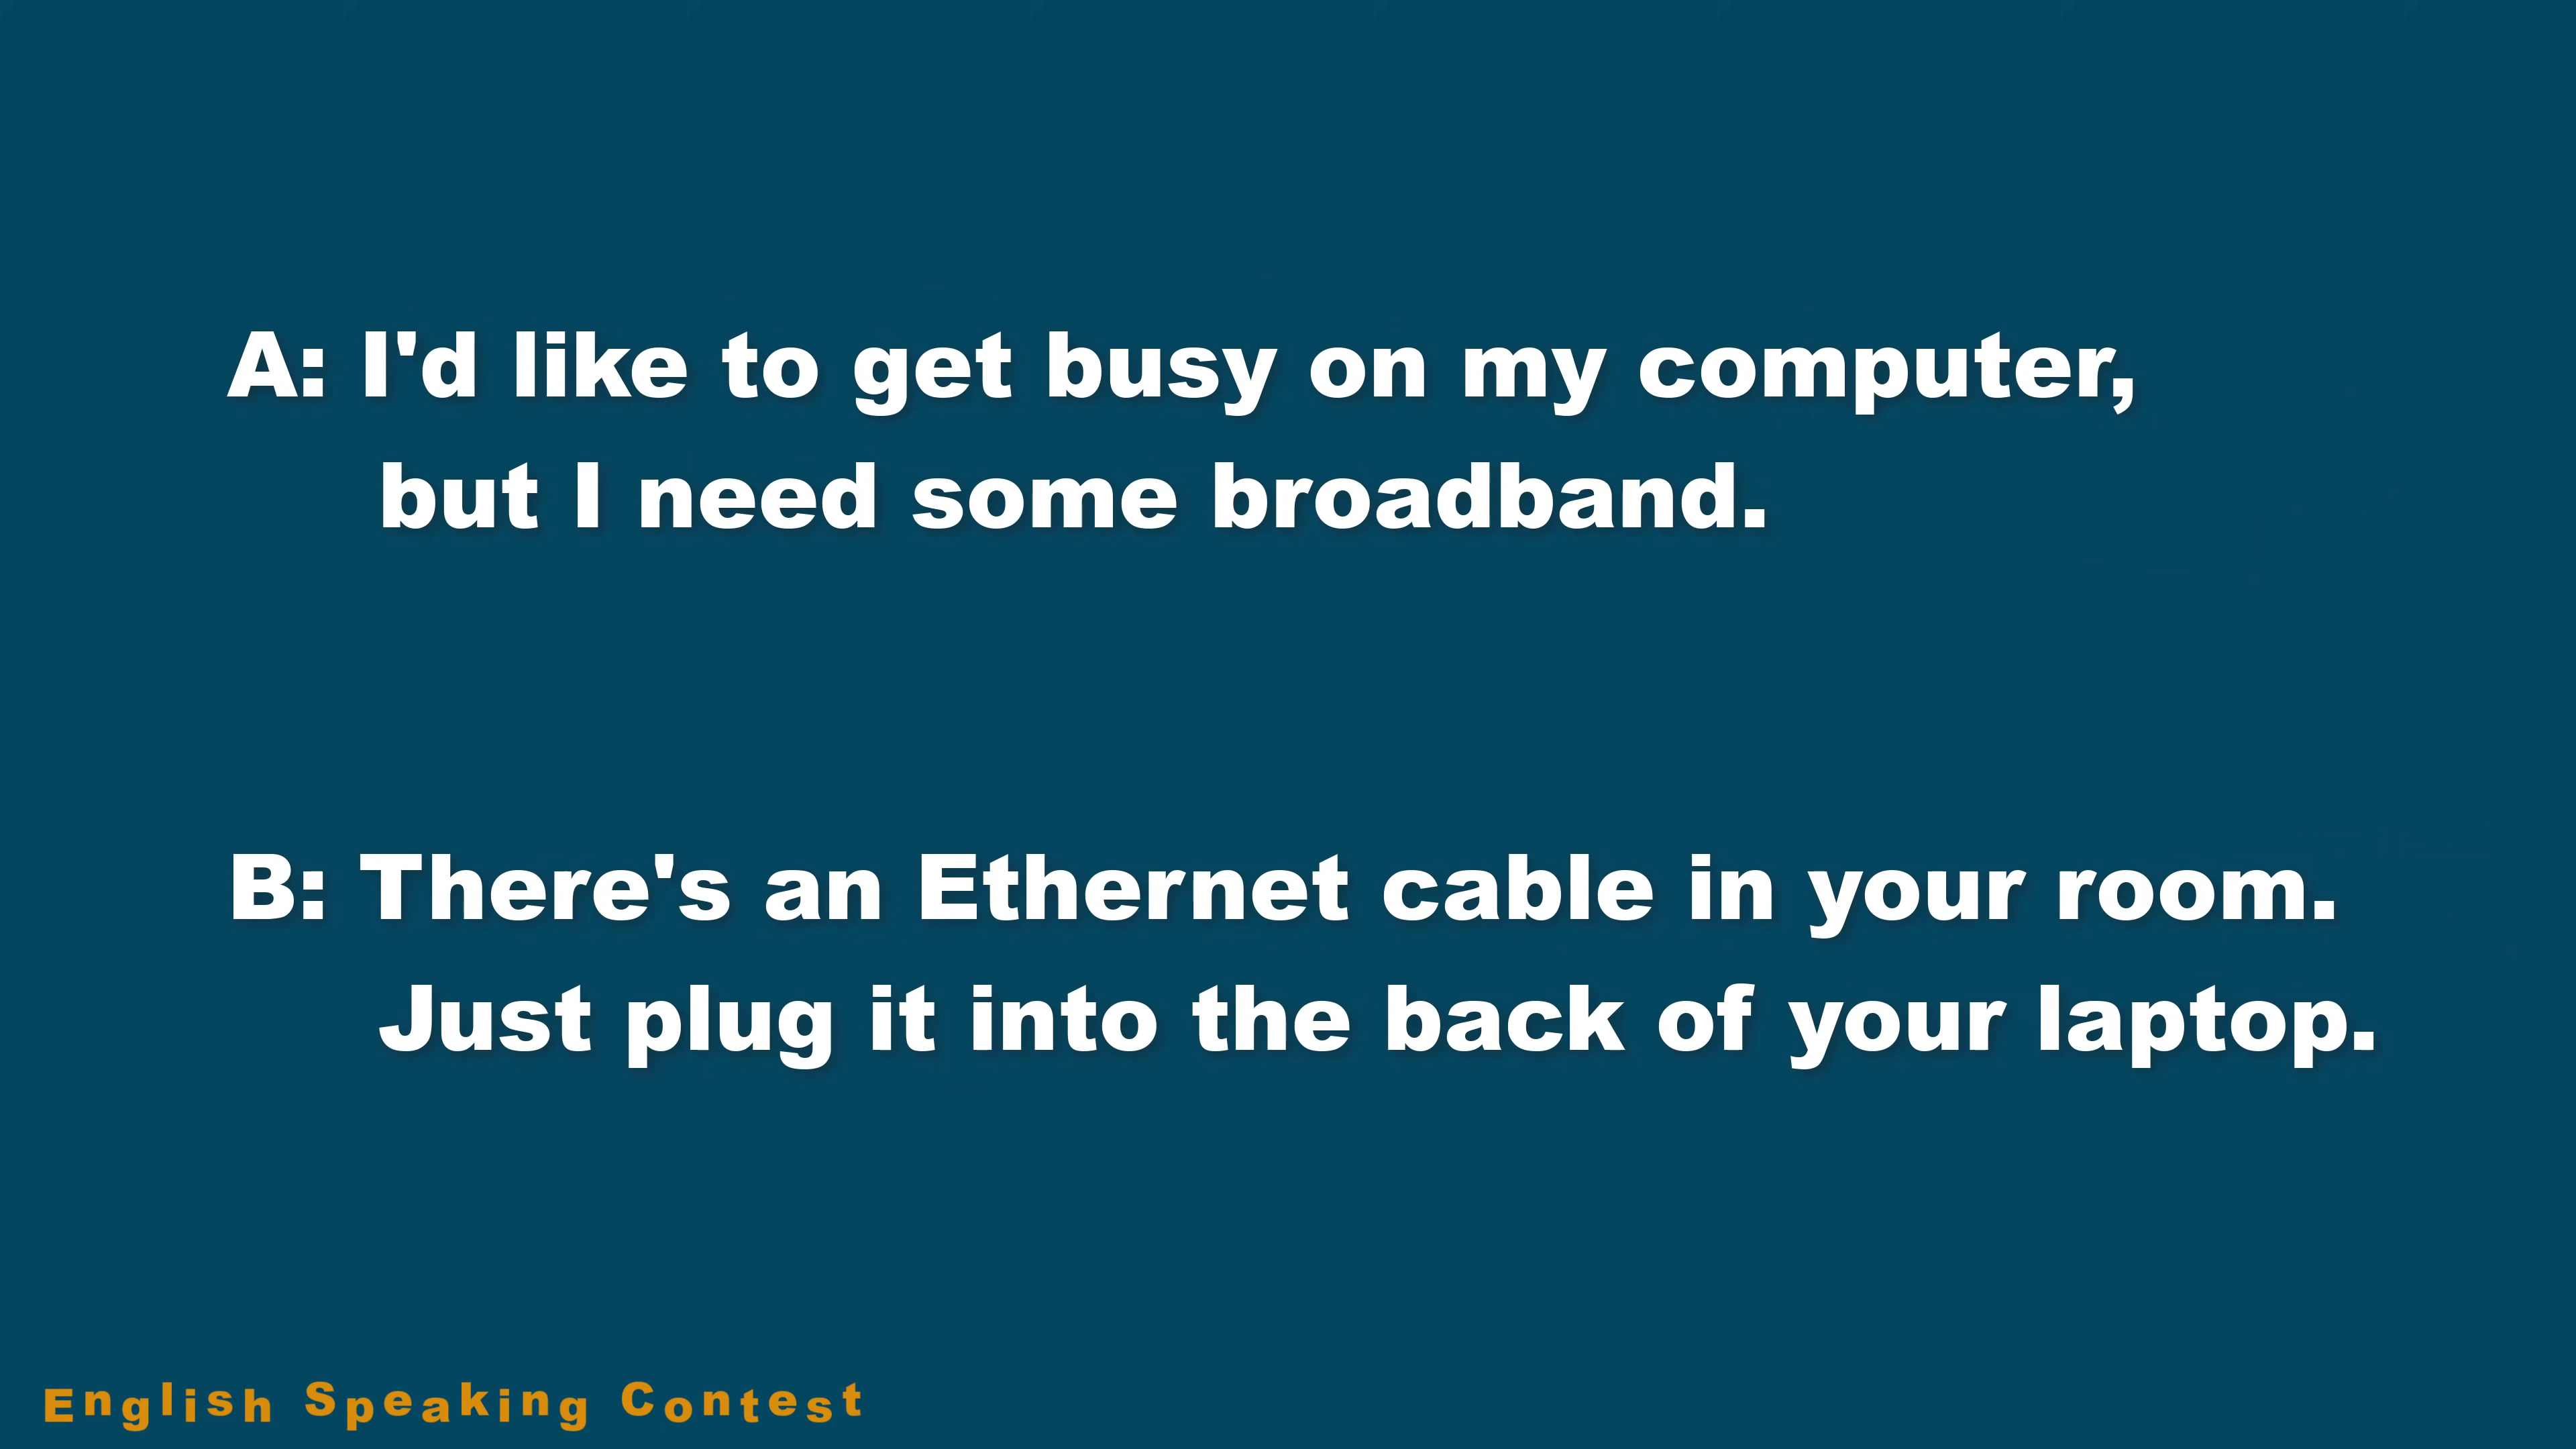 A: I'd like to get busy on my computer,
but I need some broadband.
B: There's an Ethernet cable in your room.
Just plug it into the back of your laptop.
English Speaking Contest